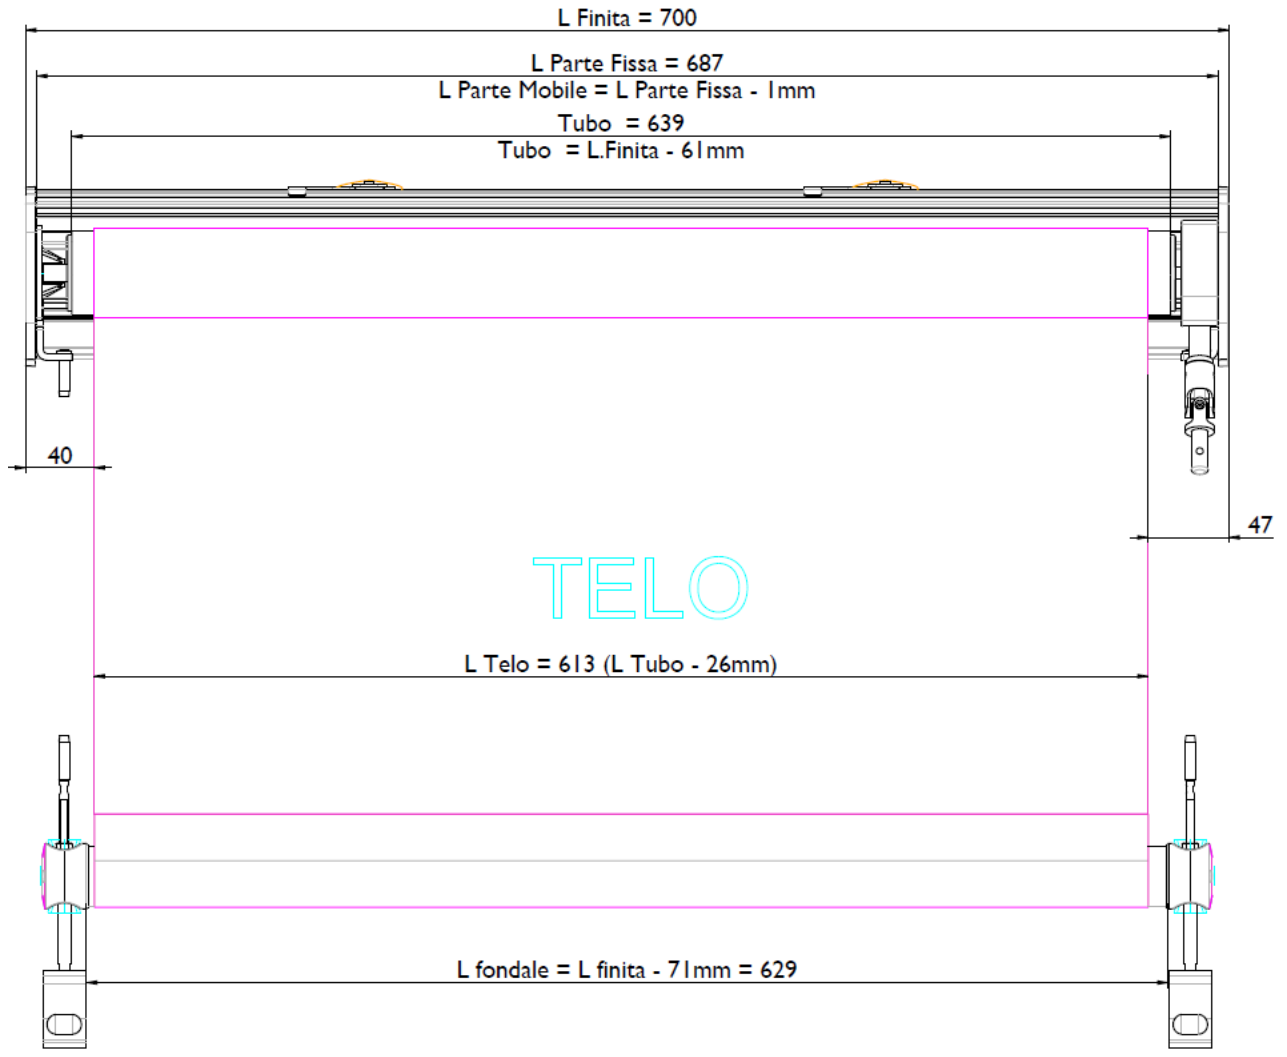 L Finita = 700
L Parte Fissa = 687
L Parte Mobile = L Parte Fissa - 1mm
Tubo  = 639
Tubo  = L.Finita - 61mm
40
47
TELO
L Telo = 613 (L Tubo - 26mm)
L fondale = L finita - 71mm = 629